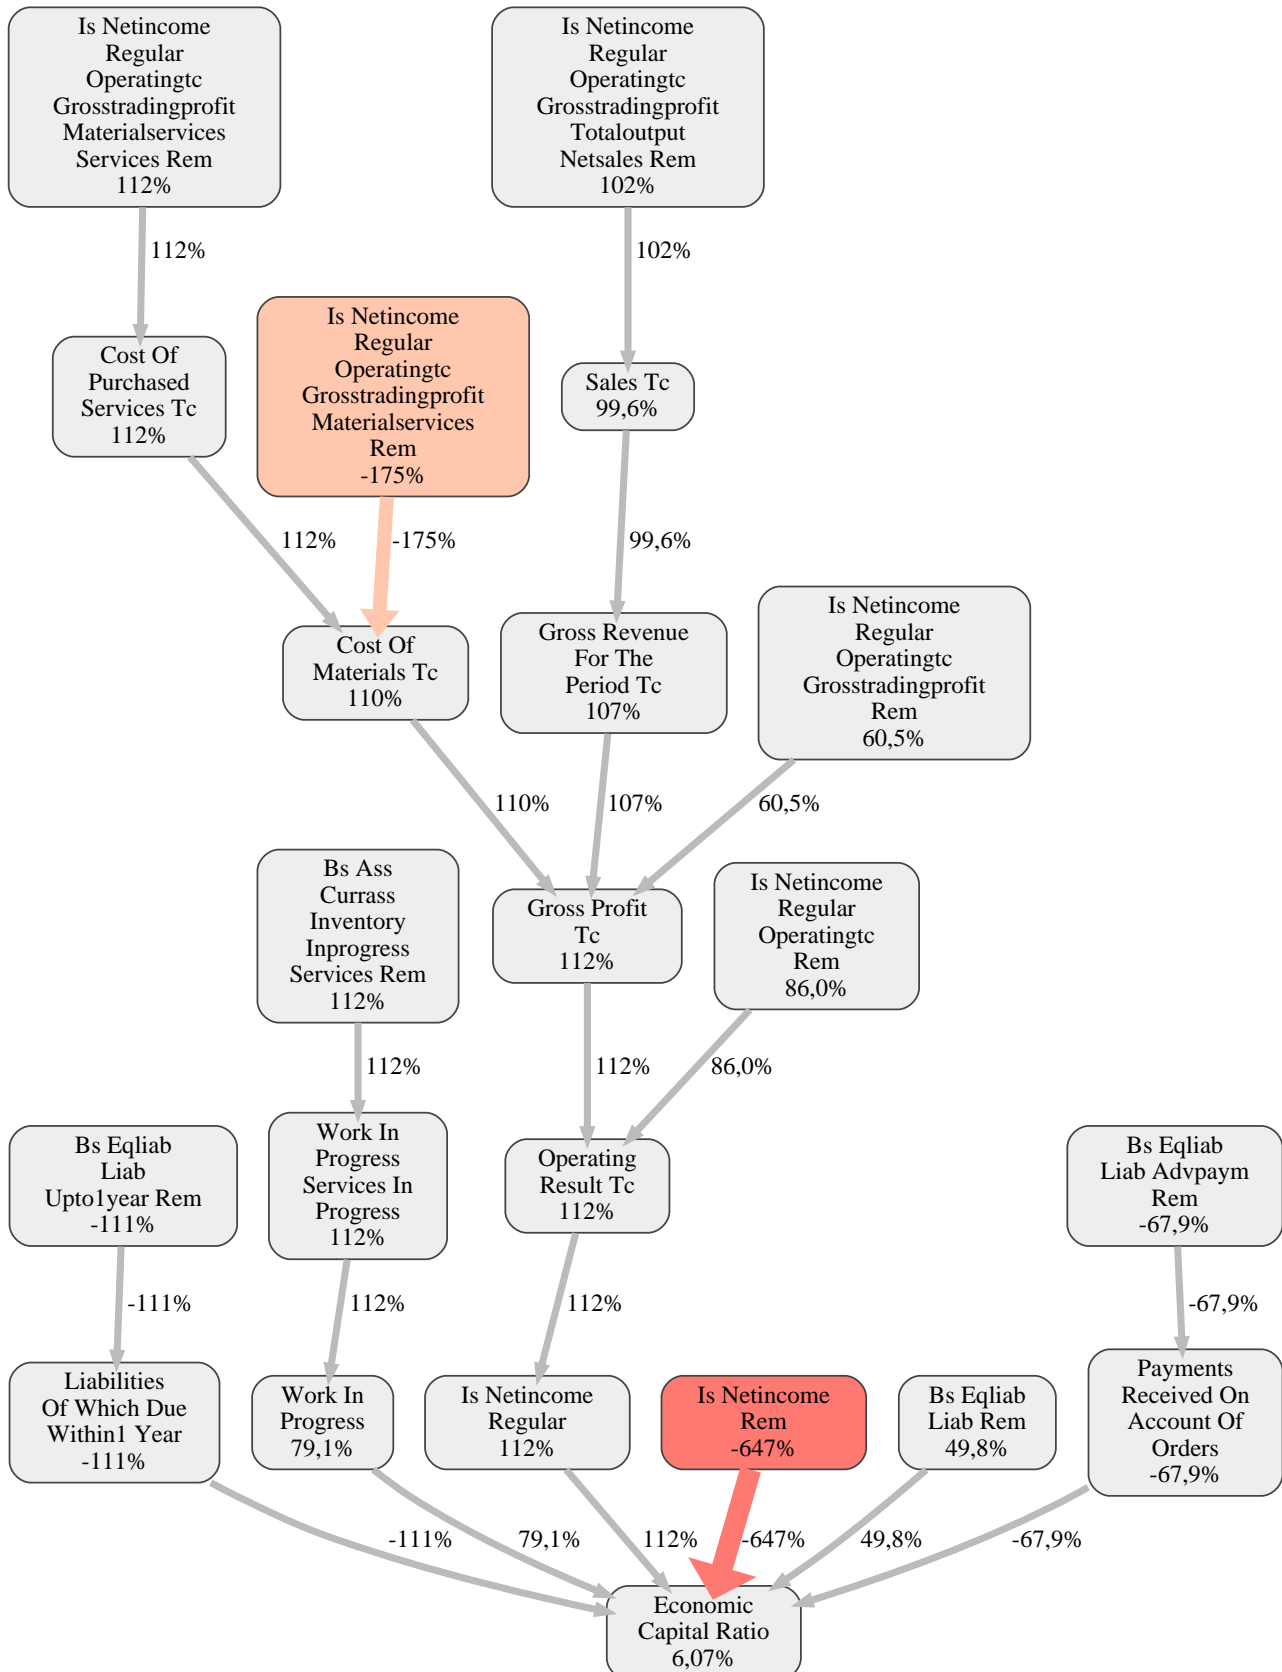 Is Netincome
Regular
Operatingtc
Grosstradingprofit
Materialservices
Services Rem
112%
Is Netincome
Regular
Operatingtc
Grosstradingprofit
Totaloutput
Netsales Rem
102%
112%
102%
Is Netincome
Regular
Operatingtc
Grosstradingprofit
Materialservices
Rem
-175%
Cost Of
Purchased
Services Tc
112%
Sales Tc
99,6%
112%
-175%
99,6%
Is Netincome
Regular
Operatingtc
Grosstradingprofit
Rem
60,5%
Cost Of
Materials Tc
110%
Gross Revenue
For The
Period Tc
107%
110%
107%
60,5%
Bs Ass
Currass
Inventory
Inprogress
Services Rem
112%
Gross Profit
Tc
112%
Is Netincome
Regular
Operatingtc
Rem
86,0%
112%
112%
86,0%
Bs Eqliab
Liab
Upto1year Rem
-111%
Work In
Progress
Services In
Progress
112%
Operating
Result Tc
112%
Bs Eqliab
Liab Advpaym
Rem
-67,9%
-111%
112%
112%
-67,9%
Liabilities
Of Which Due
Within1 Year
-111%
Work In
Progress
79,1%
Is Netincome
Regular
112%
Is Netincome
Rem
-647%
Bs Eqliab
Liab Rem
49,8%
Payments
Received On
Account Of
Orders
-67,9%
-111%
79,1%
112%
-647%
49,8%
-67,9%
Economic
Capital Ratio
6,07%